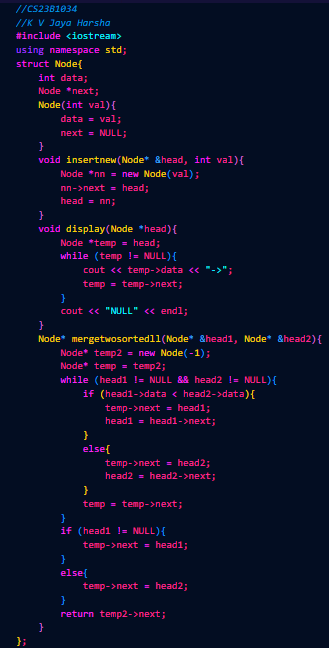 //CS23B1034
//K V Jaya Harsha
#include <iostream>
using namespace std;
struct Node{
    int data;
    Node *next;
    Node(int val){
        data = val;
        next = NULL;
    }
    void insertnew(Node* &head, int val){
        Node *nn = new Node(val);
        nn->next = head;
        head = nn;
    }
    void display(Node *head){
        Node *temp = head;
        while (temp != NULL){
            cout << temp->data << "->";
            temp = temp->next;
        }
        cout << "NULL" << endl;
    }
    Node* mergetwosortedll(Node* &head1, Node* &head2){
        Node* temp2 = new Node(-1);
        Node* temp = temp2;
        while (head1 != NULL && head2 != NULL){
            if (head1->data < head2->data){
                temp->next = head1;
                head1 = head1->next;
            }
            else{
                temp->next = head2;
                head2 = head2->next;
            }
            temp = temp->next;
        }
        if (head1 != NULL){
            temp->next = head1;
        }
        else{
            temp->next = head2;
        }
        return temp2->next;
    }
};